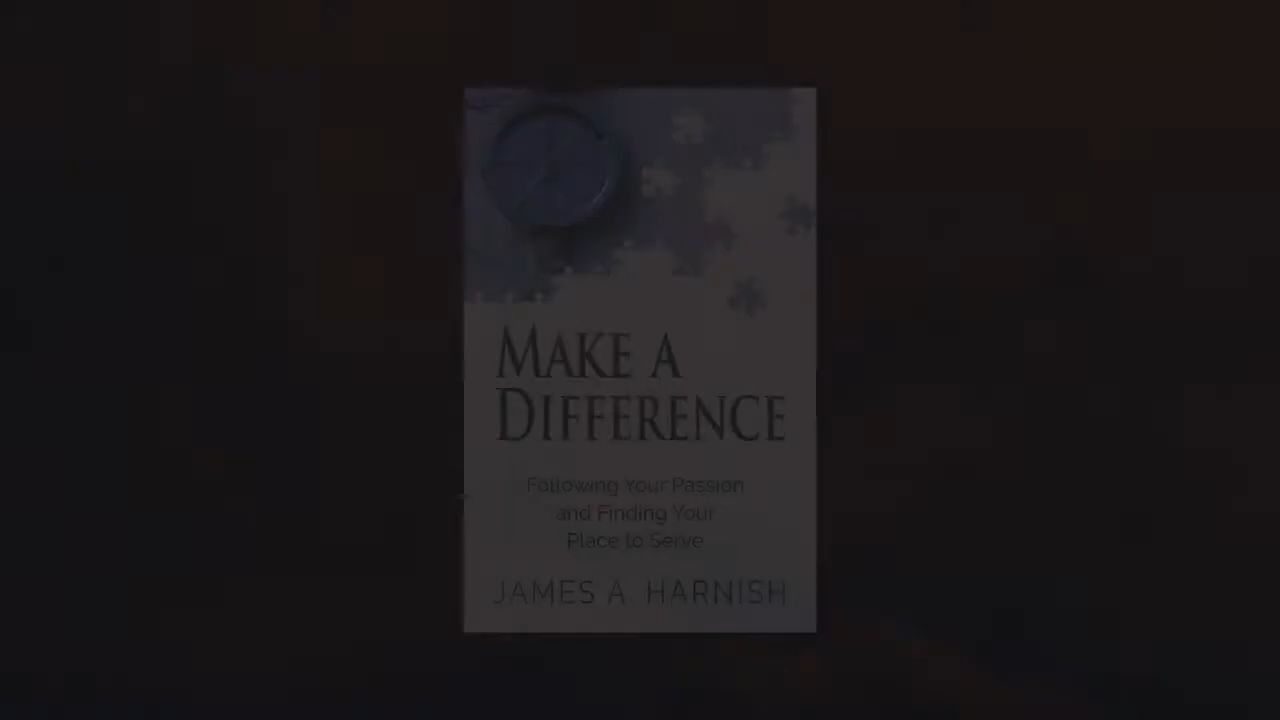 MAKE A
DIFFERENCE
Following Your Passion
and Finding Your
Place to Serve
JAMES A. HARNISH